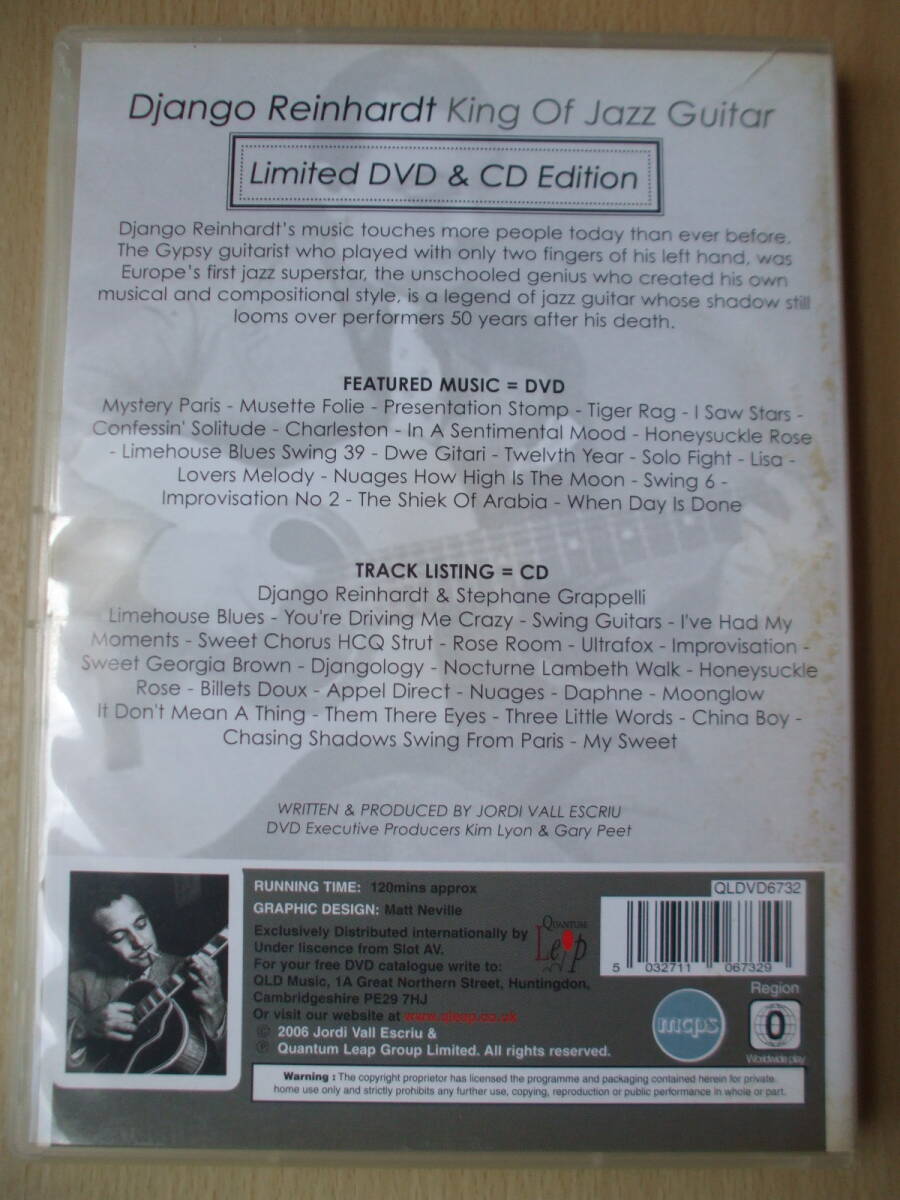 Django Reinhardt King Of Jazz Guitar
Limited DVD & CD Edition
Django Reinhardt's music touches more people today than ever before.
The Gypsy guitarist who played with only two fingers of his left hand, was
Europe's first jazz superstar, the unschooled genius who created his own
musical and compositional style, is a legend of jazz guitar whose shadow still
looms over performers 50 years after his death.
FEATURED MUSIC = DVD
Mystery Paris - Musette Folie - Presentation Stomp - Tiger Rag - I Saw Stars -
Confessin' Solitude - Charleston - In A Sentimental Mood - Honeysuckle Rose
- Limehouse Blues Swing 39 - Dwe Gitari - Twelvth Year - Solo Fight - Lisa -
Lovers Melody - Nuages How High Is The Moon - Swing 6 -
Improvisation No 2 - The Shiek Of Arabia - When Day Is Done
TRACK LISTING = CD
Django Reinhardt & Stephane Grappelli
Limehouse Blues - You're Driving Me Crazy - Swing Guitars - I've Had My
Moments - Sweet Chorus HCQ Strut - Rose Room - Ultrafox - Improvisation -
Sweet Georgia Brown - Djangology - Nocturne Lambeth Walk - Honeysuckle
Rose - Billets Doux - Appel Direct - Nuages - Daphne - Moonglow
It Don't Mean A Thing - Them There Eyes - Three Little Words - China Boy -
Chasing Shadows Swing From Paris - My Sweet
WRITTEN & PRODUCED BY JORDI VALL ESCRIU
DVD Executive Producers Kim Lyon & Gary Peet
RUNNING TIME: 120mins approx
GRAPHIC DESIGN: Matt Neville
Exclusively Distributed internationally by
Under liscence from Slot AV.
For your free DVD catalogue write to:
QLD Music, 1A Great Northern Street, Huntingdon,
Cambridgeshire PE29 7HJ
Or visit our website at www.qleap.co.uk
© 2006 Jordi Vall Escriu &
℗ Quantum Leap Group Limited. All rights reserved.
QUANTUM
Leap
QLDVD6732
5 032711 067329
mcps
Region
0
Worldwide play
Warning : The copyright proprietor has licensed the programme and packaging contained herein for private
home use only and strictly prohibits any further use, copying, reproduction or public performance in whole or part.